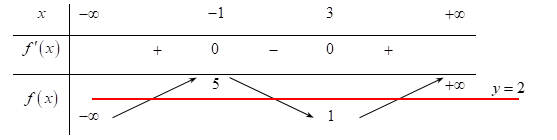 x −∞ −1 3 +∞
f′(x) + 0 − 0 +
5 +∞ y = 2
f(x)
−∞ 1